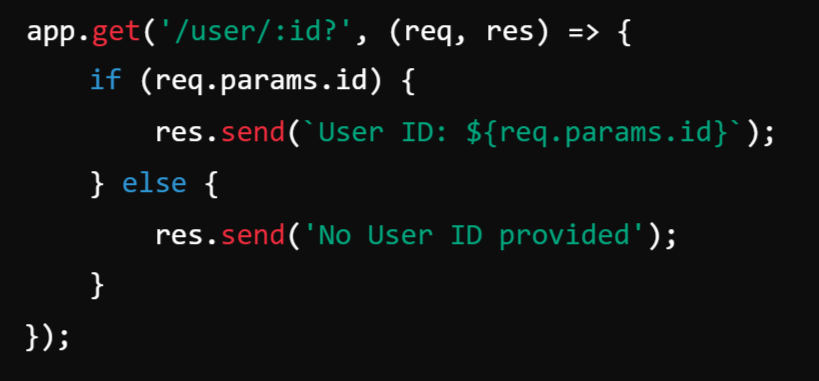 app.get('/user/:id?', (req, res) => {
    if (req.params.id) {
        res.send(`User ID: ${req.params.id}`);
    } else {
        res.send('No User ID provided');
    }
});